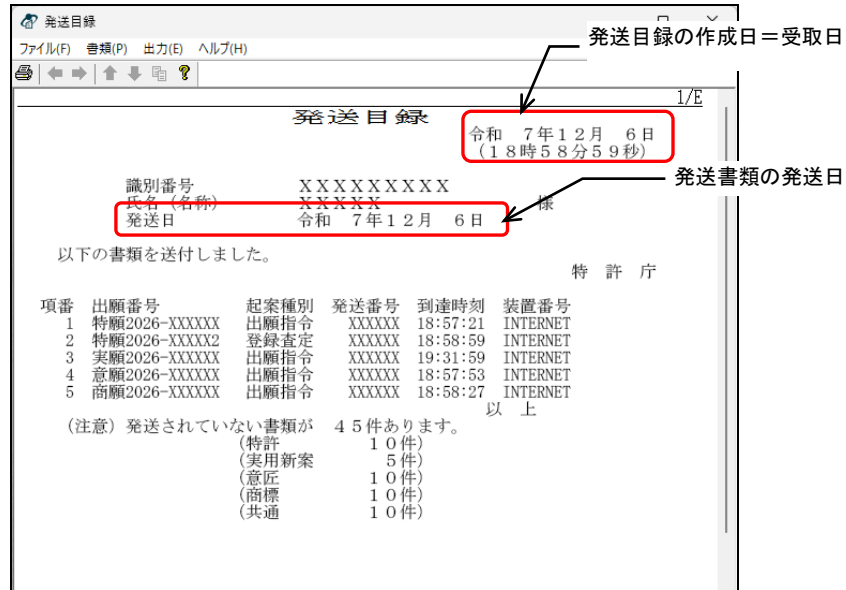 発送目録
発送目録の作成日＝受取日
ファイル(F) 書類(P) 出力(E) ヘルプ(H)
1/E
発送目録
令和　７年１２月　６日
（１８時５８分５９秒）
発送書類の発送日
識別番号　ＸＸＸＸＸＸＸＸＸ
氏名（名称）　ＸＸＸＸＸ　様
発送日　令和　７年１２月　６日
以下の書類を送付しました。
特　許　庁
項番　出願番号　起案種別　発送番号　到達時刻　装置番号
1　特願2026-XXXXXX　出願指令　XXXXXX　18:57:21　INTERNET
2　特願2026-XXXXX2　登録査定　XXXXXX　18:58:59　INTERNET
3　実願2026-XXXXXX　出願指令　XXXXXX　19:31:59　INTERNET
4　意願2026-XXXXXX　出願指令　XXXXXX　18:57:53　INTERNET
5　商願2026-XXXXXX　出願指令　XXXXXX　18:58:27　INTERNET
以　上
（注意）発送されていない書類が　４５件あります。
(特許　１０件)
(実用新案　５件)
(意匠　１０件)
(商標　１０件)
(共通　１０件)